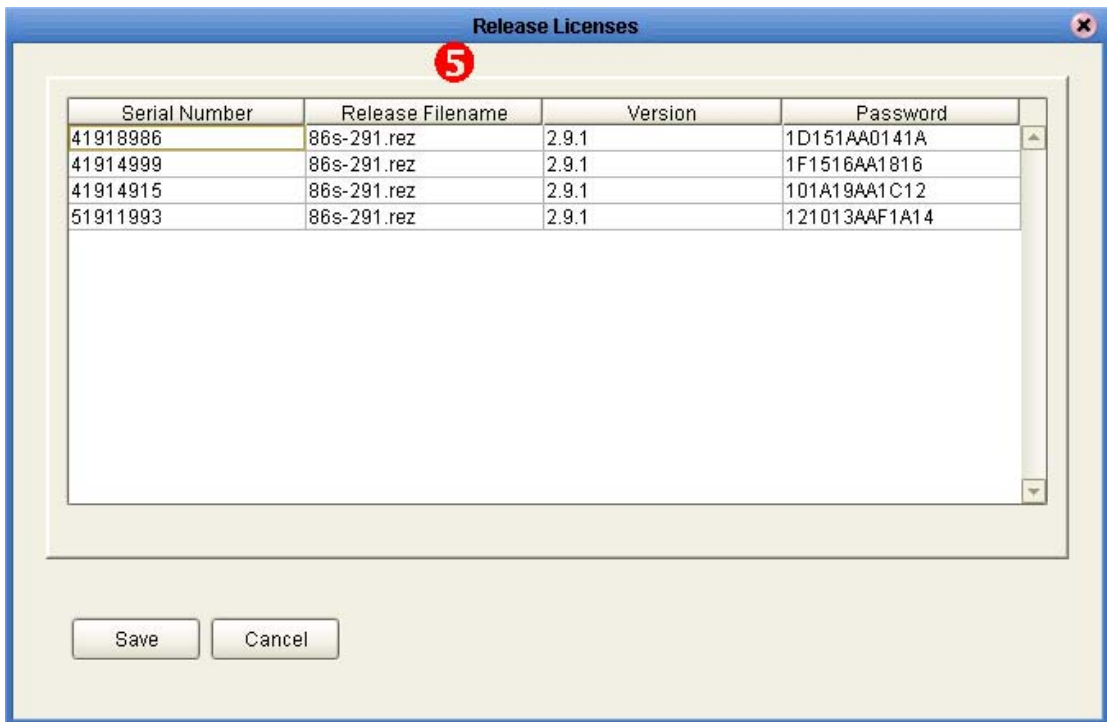 Release Licenses
5
Serial Number Release Filename Version Password
41918986 86s-291.rez 2.9.1 1D151AA0141A
41914999 86s-291.rez 2.9.1 1F1516AA1816
41914915 86s-291.rez 2.9.1 101A19AA1C12
51911993 86s-291.rez 2.9.1 121013AAF1A14
Save Cancel